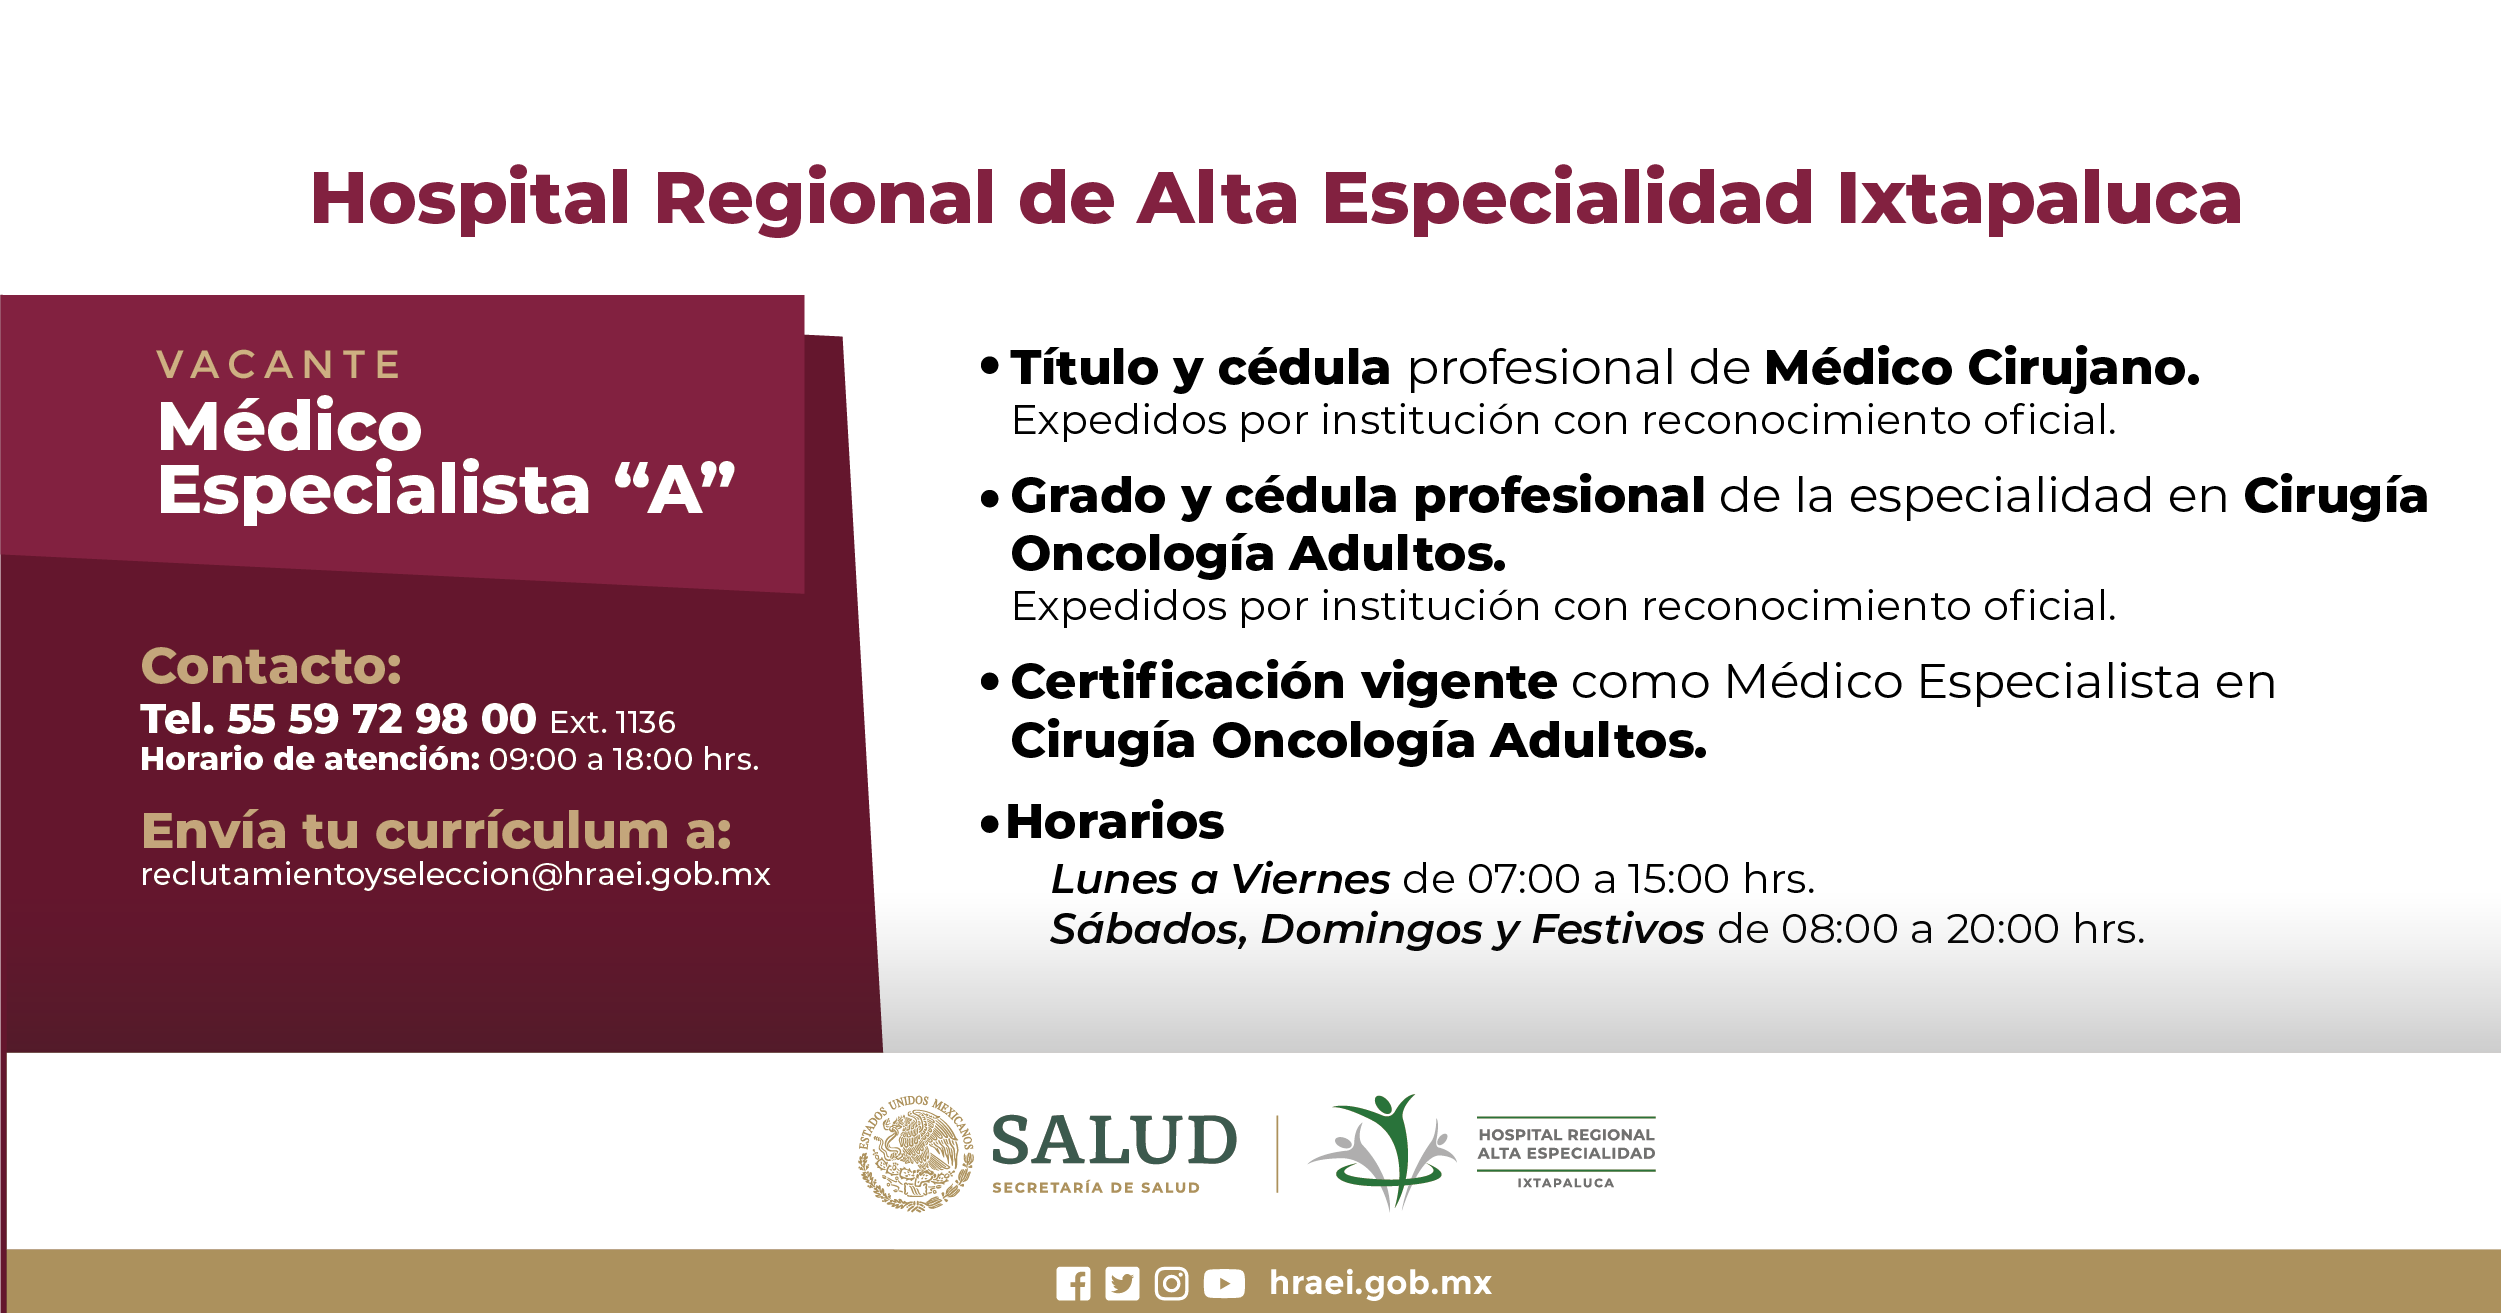 Hospital Regional de Alta Especialidad Ixtapaluca
VACANTE
Médico
Especialista “A”
Contacto:
Tel. 55 59 72 98 00 Ext. 1136
Horario de atención: 09:00 a 18:00 hrs.
Envía tu currículum a:
reclutamientoyseleccion@hraei.gob.mx
• Título y cédula profesional de Médico Cirujano.
Expedidos por institución con reconocimiento oficial.
• Grado y cédula profesional de la especialidad en Cirugía
Oncología Adultos.
Expedidos por institución con reconocimiento oficial.
• Certificación vigente como Médico Especialista en
Cirugía Oncología Adultos.
• Horarios
Lunes a Viernes de 07:00 a 15:00 hrs.
Sábados, Domingos y Festivos de 08:00 a 20:00 hrs.
ESTADOS UNIDOS MEXICANOS
SALUD
SECRETARÍA DE SALUD
HOSPITAL REGIONAL
ALTA ESPECIALIDAD
IXTAPALUCA
hraei.gob.mx